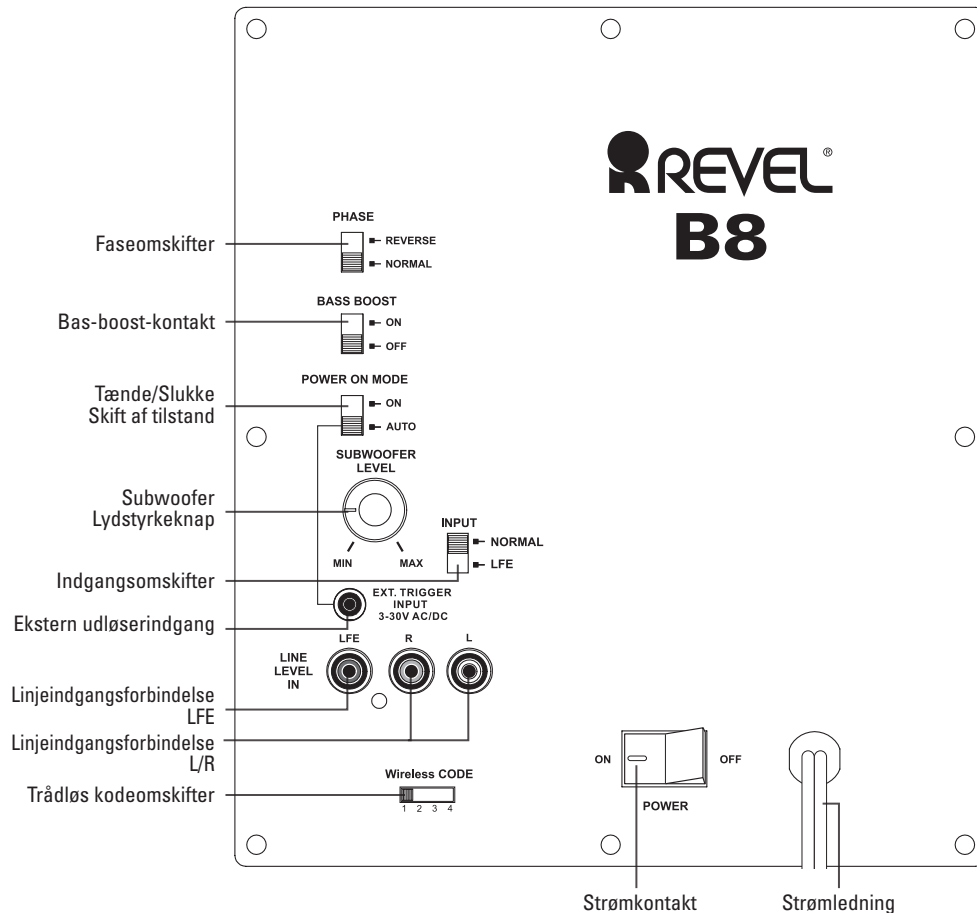 REVEL®
B8
PHASE
Faseomskifter
REVERSE
NORMAL
BASS BOOST
Bas-boost-kontakt
ON
OFF
POWER ON MODE
Tænde/Slukke
Skift af tilstand
ON
AUTO
SUBWOOFER
LEVEL
Subwoofer
Lydstyrkeknap
MIN
MAX
INPUT
NORMAL
LFE
Indgangsomskifter
EXT. TRIGGER
INPUT
3-30V AC/DC
Ekstern udløserindgang
LFE
R
L
LINE
LEVEL
IN
Linjeindgangsforbindelse
LFE
Linjeindgangsforbindelse
L/R
Wireless CODE
Trådløs kodeomskifter
1 2 3 4
ON
OFF
POWER
Strømkontakt
Strømledning